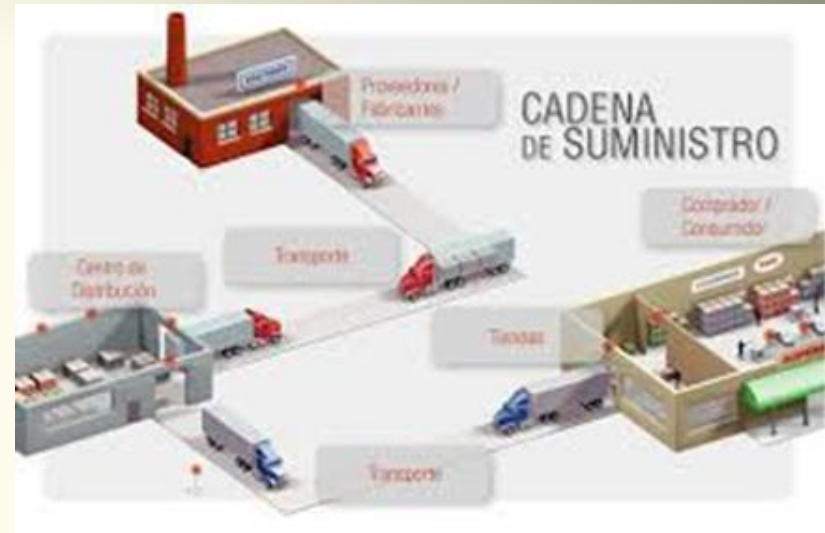 Proveedores /
Fabricantes
CADENA
DE SUMINISTRO
Comprador /
Consumidor
Transporte
Centro de
Distribución
Tiendas
Transporte